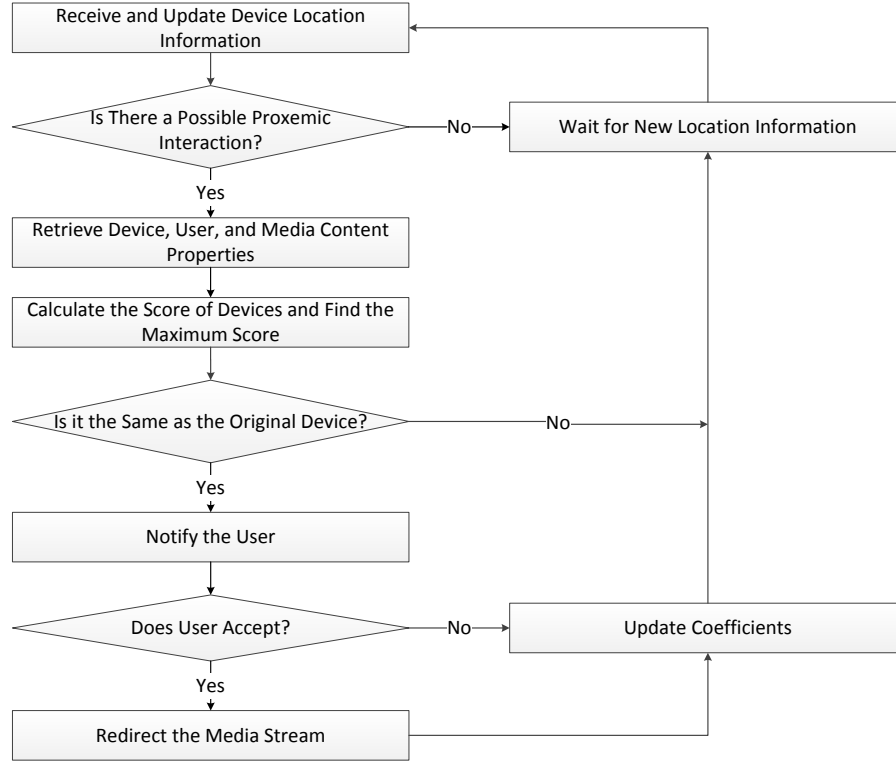 Receive and Update Device Location
Information
Is There a Possible Proxemic
Interaction?
No
Wait for New Location Information
Yes
Retrieve Device, User, and Media Content
Properties
Calculate the Score of Devices and Find the
Maximum Score
Is it the Same as the Original Device?
No
Yes
Notify the User
Does User Accept?
No
Update Coefficients
Yes
Redirect the Media Stream